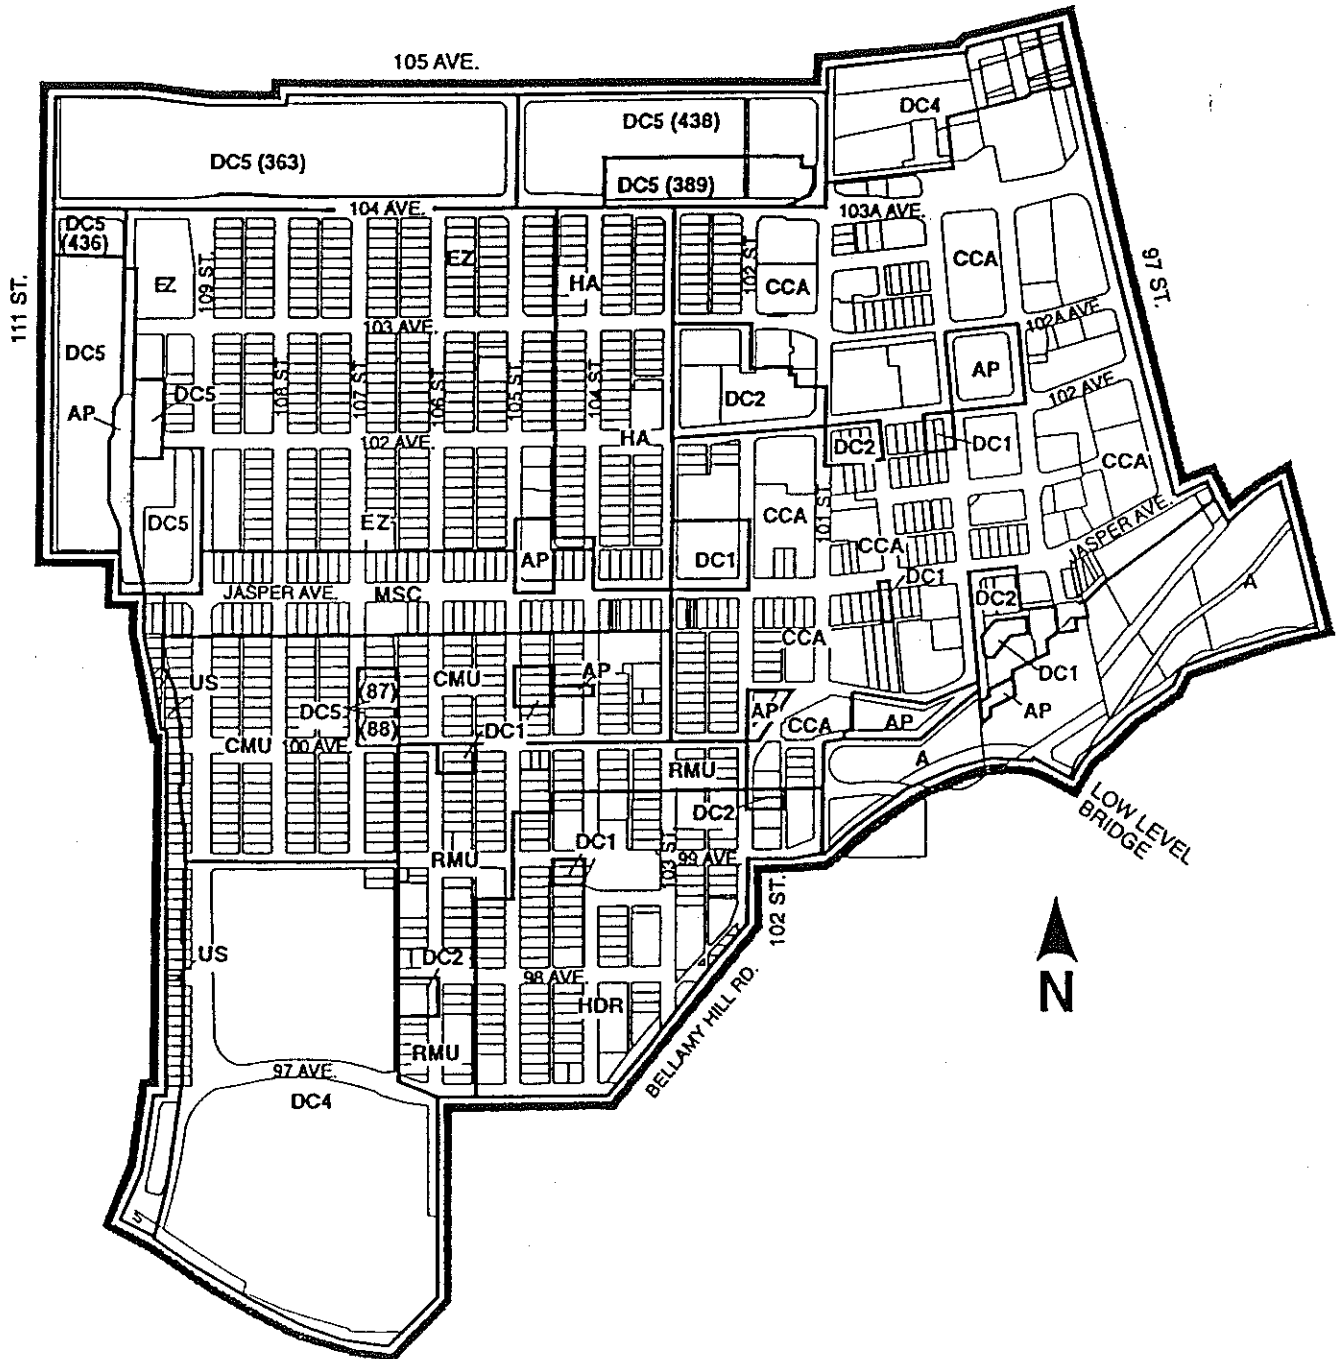 105 AVE.
DC4
DC5 (438)
DC5 (363)
DC5 (389)
104 AVE.
103A AVE.
DC5
(436)
109 ST.
EZ
EZ
HA
102 ST.
CCA
CCA
97 ST.
111 ST.
103 AVE.
102A AVE
DC5
108 ST.
107 ST.
106 ST.
105 ST.
104 ST.
AP
DC5
DC2
102 AVE
AP
102 AVE.
HA
DC2
DC1
CCA
DC5
EZ
CCA
101 ST.
CCA
JASPER AVE.
AP
DC1
DC1
A
JASPER AVE.
MSC
DC2
CCA
DC1
US
(87)
CMU
AP
DC5
AP
CCA
AP
AP
(88)
DC1
CMU
100 AVE.
RMU
A
DC2
LOW LEVEL
BRIDGE
RMU
DC1
103 ST.
99 AVE.
102 ST.
US
DC2
98 AVE.
HDR
N
RMU
BELLAMY HILL RD.
97 AVE.
DC4